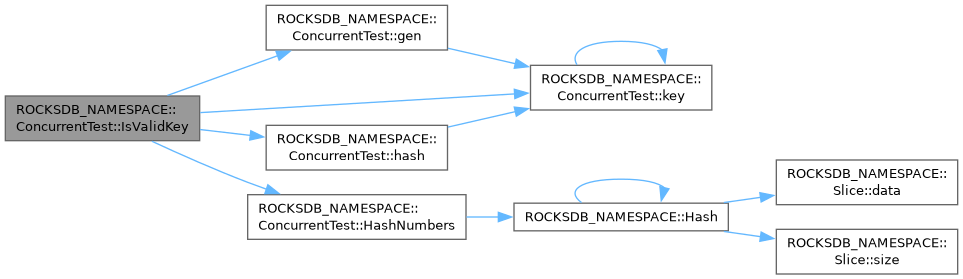 ROCKSDB_NAMESPACE::
ConcurrentTest::IsValidKey
ROCKSDB_NAMESPACE::
ConcurrentTest::gen
ROCKSDB_NAMESPACE::
ConcurrentTest::key
ROCKSDB_NAMESPACE::
ConcurrentTest::hash
ROCKSDB_NAMESPACE::
ConcurrentTest::HashNumbers
ROCKSDB_NAMESPACE::Hash
ROCKSDB_NAMESPACE::
Slice::data
ROCKSDB_NAMESPACE::
Slice::size